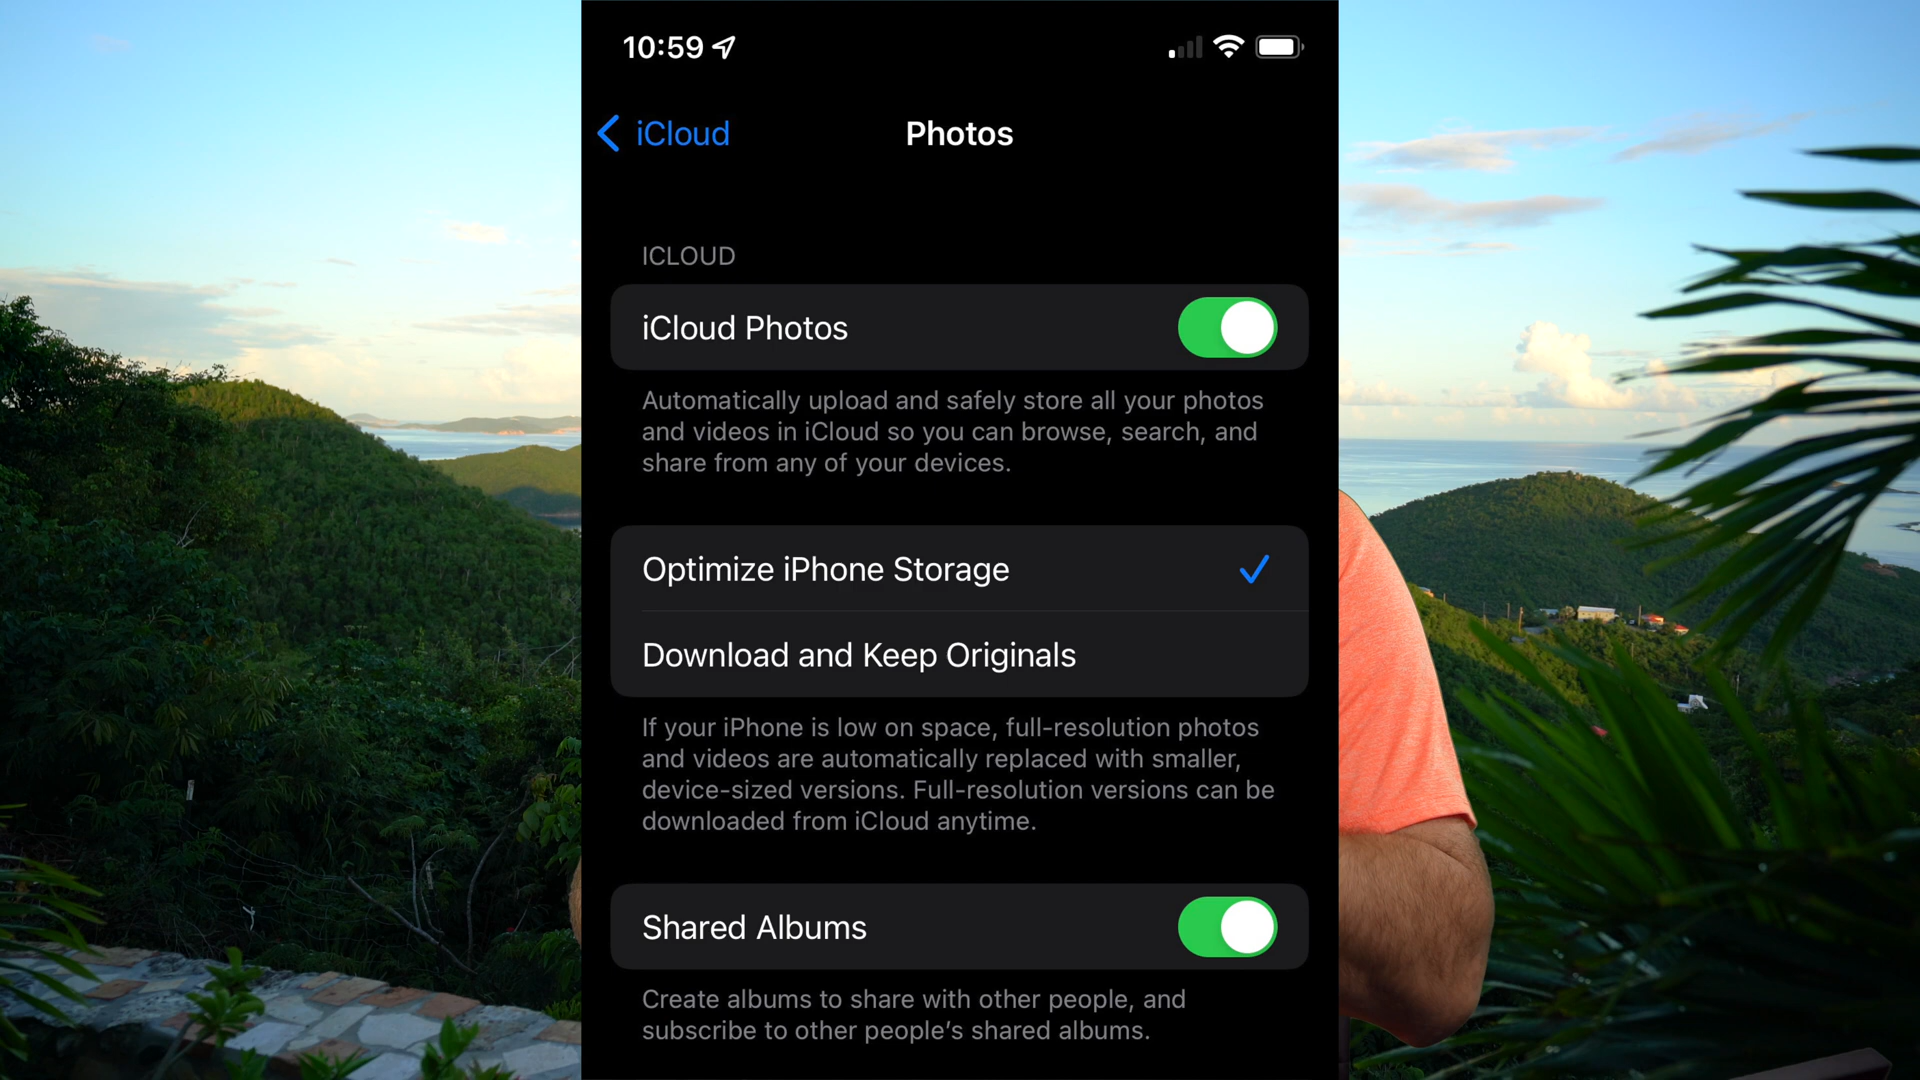 10:59
iCloud
Photos
ICLOUD
iCloud Photos
Automatically upload and safely store all your photos
and videos in iCloud so you can browse, search, and
share from any of your devices.
Optimize iPhone Storage
Download and Keep Originals
If your iPhone is low on space, full-resolution photos
and videos are automatically replaced with smaller,
device-sized versions. Full-resolution versions can be
downloaded from iCloud anytime.
Shared Albums
Create albums to share with other people, and
subscribe to other people’s shared albums.